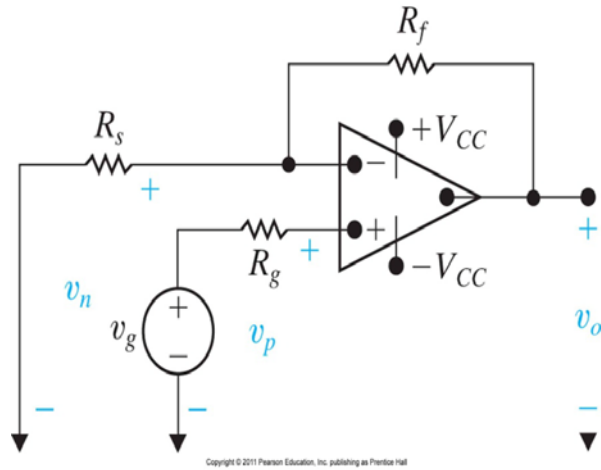 R_f
R_s
+V_CC
+
−
+
+
R_g
+
−V_CC
+
v_n
v_g
+
−
v_p
v_o
−
−
−
Copyright © 2011 Pearson Education, Inc. publishing as Prentice Hall